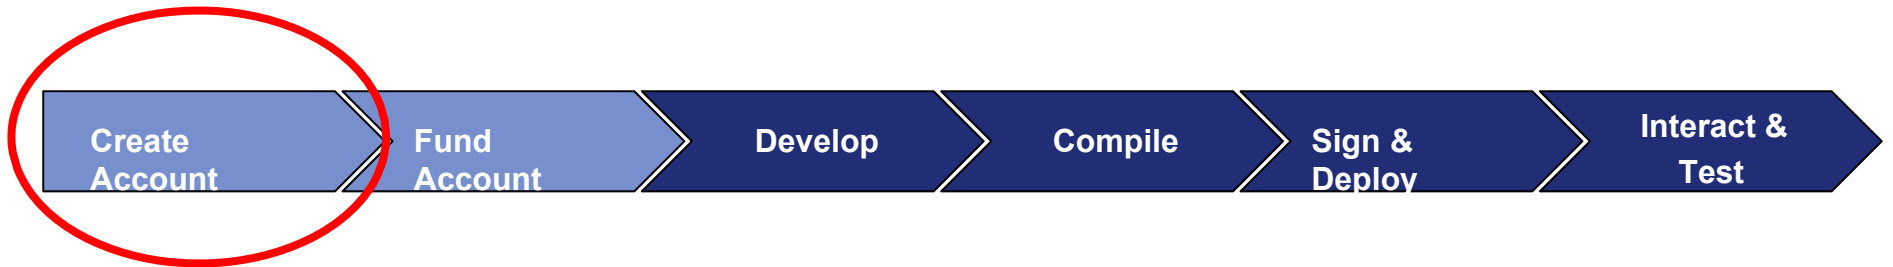 Create
Account
Fund
Account
Develop
Compile
Sign &
Deploy
Interact &
Test